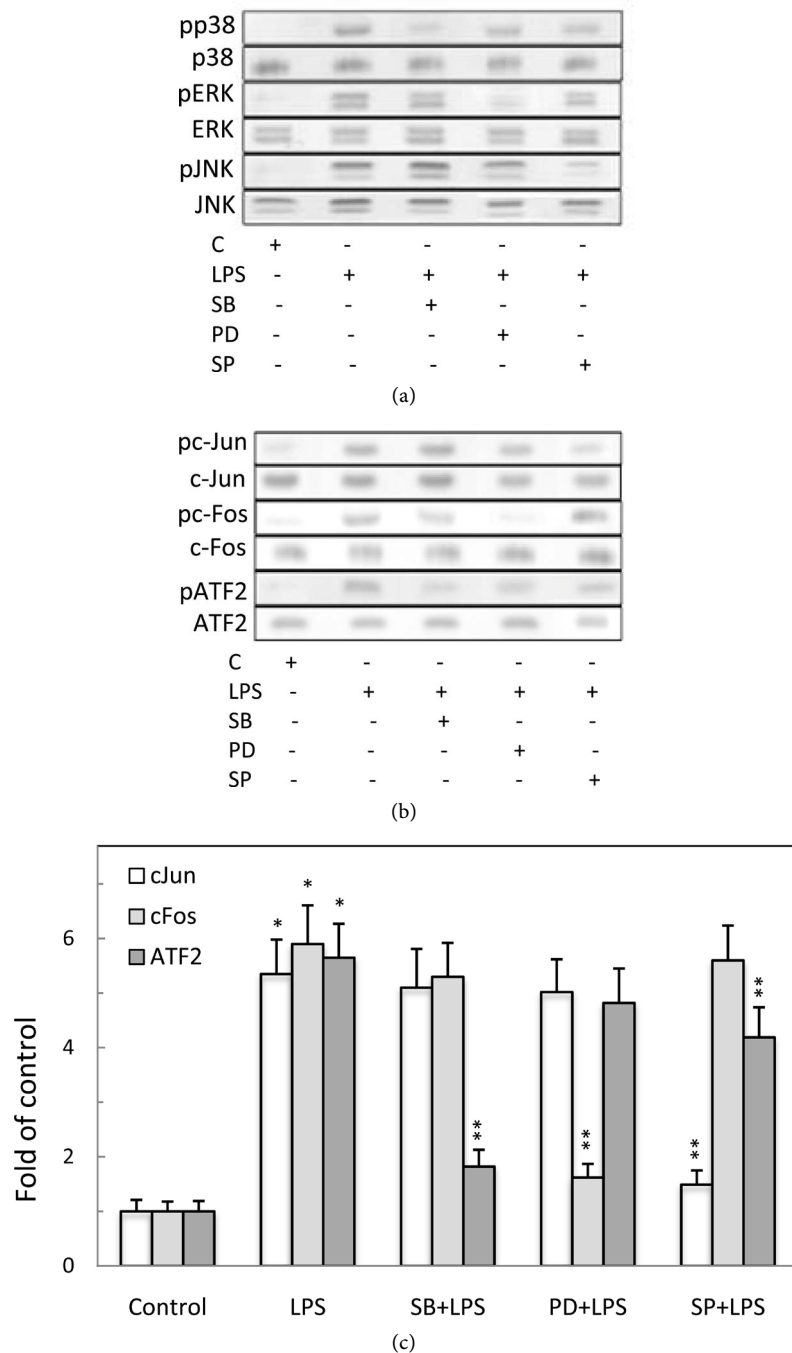 pp38
p38
pERK
ERK
pJNK
JNK
C + - - - -
LPS - + + + +
SB - - + - -
PD - - - + -
SP - - - - +
(a)
pc-Jun
c-Jun
pc-Fos
c-Fos
pATF2
ATF2
C + - - - -
LPS - + + + +
SB - - + - -
PD - - - + -
SP - - - - +
(b)
cJun
cFos
ATF2
Fold of control
6
4
2
0
* * *
**
**
** **
Control LPS SB+LPS PD+LPS SP+LPS
(c)